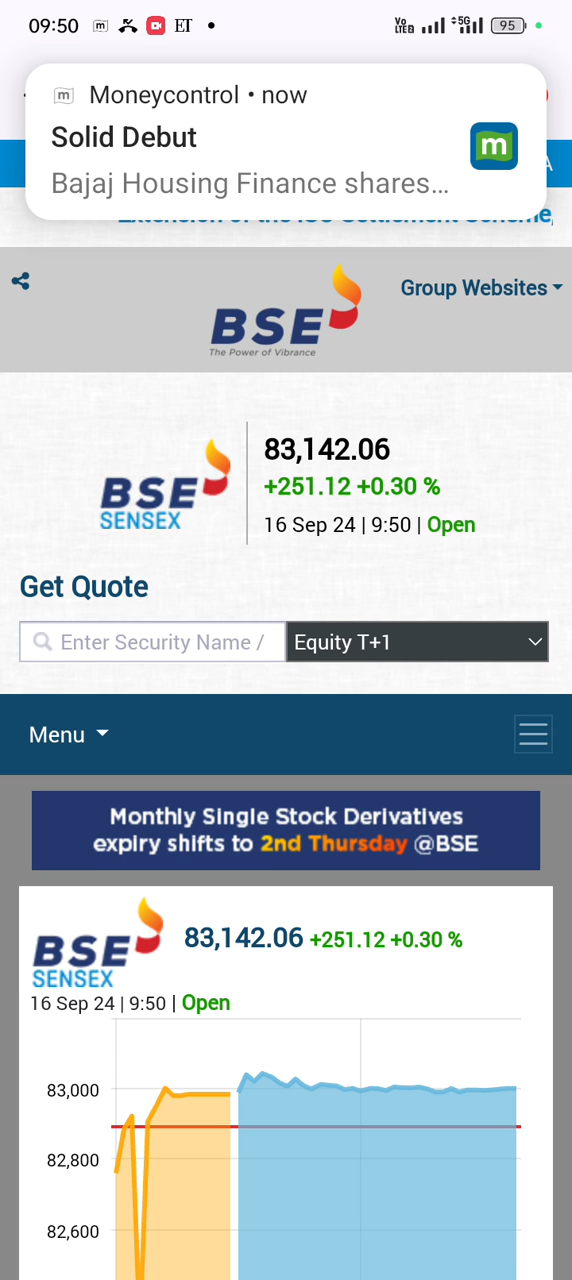 09:50 m ET Vo LTE2 5G 95
Moneycontrol • now
Solid Debut
m
Bajaj Housing Finance shares...
A
BSE
The Power of Vibrance
Group Websites
BSE
SENSEX
83,142.06
+251.12 +0.30 %
16 Sep 24 | 9:50 | Open
Get Quote
Enter Security Name /
Equity T+1
Menu
Monthly Single Stock Derivatives
expiry shifts to 2nd Thursday @BSE
BSE
SENSEX
83,142.06 +251.12 +0.30 %
16 Sep 24 | 9:50 | Open
83,000
82,800
82,600